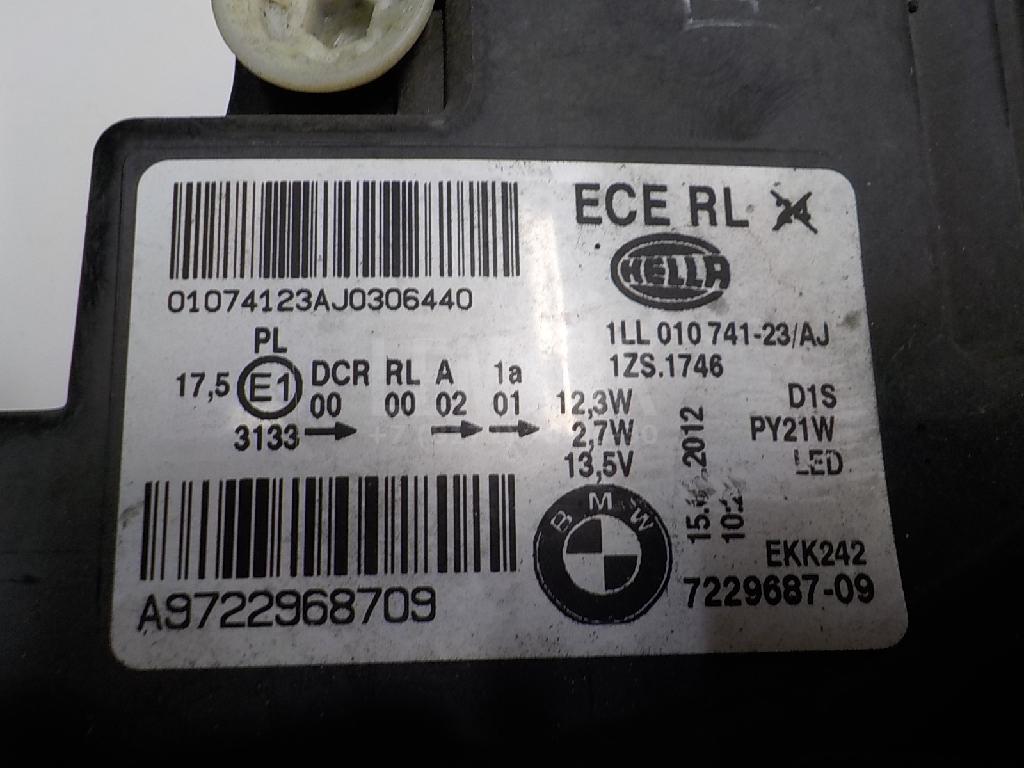 01074123AJ0306440
ECE RL
HELLA
1LL 010 741-23/AJ
1ZS.1746
PL
17,5 E1 DCR RL A 1a
00 00 02 01
3133
12,3W
2,7W
13,5V
D1S
PY21W
LED
2012
BMW
EKK242
7229687-09
A9722968709